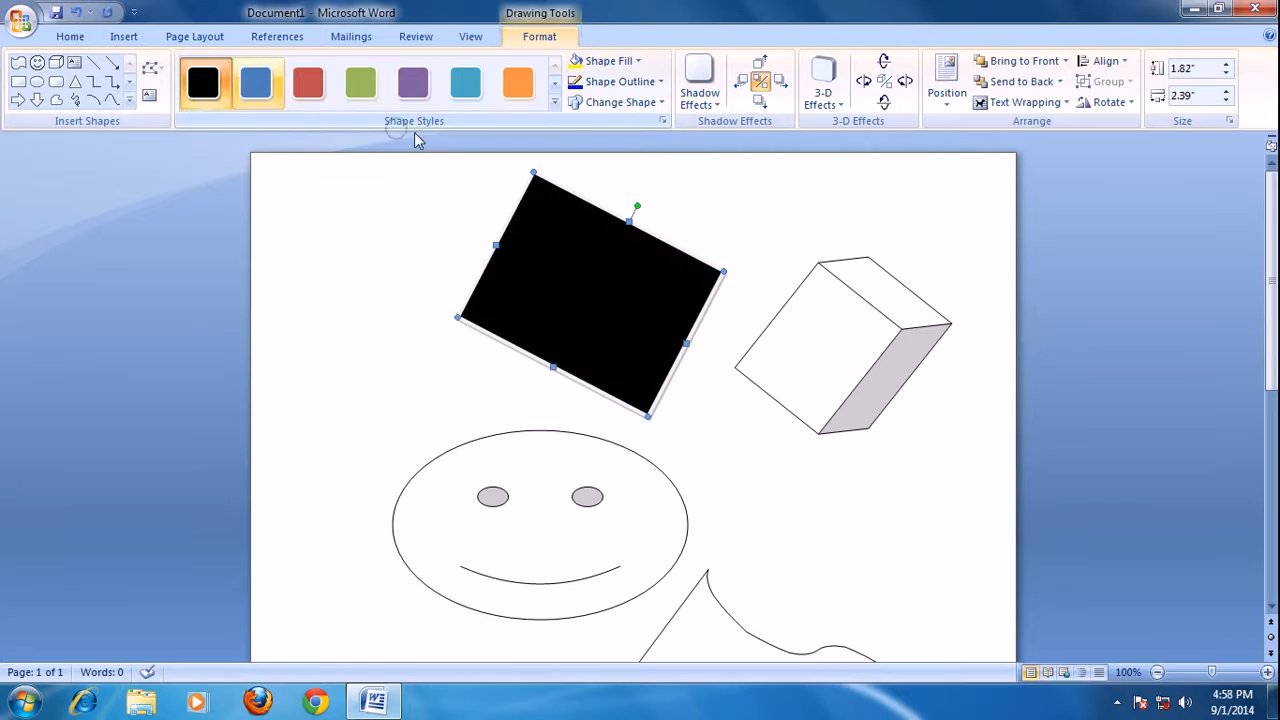 Document1 - Microsoft Word
Drawing Tools
Home
Insert
Page Layout
References
Mailings
Review
View
Format
Shape Fill
Shape Outline
Change Shape
Shadow
Effects
3-D
Effects
Position
Bring to Front
Send to Back
Text Wrapping
Align
Group
Rotate
1.82"
2.39"
Insert Shapes
Shape Styles
Shadow Effects
3-D Effects
Arrange
Size
Page: 1 of 1
Words: 0
100%
4:58 PM
9/1/2014